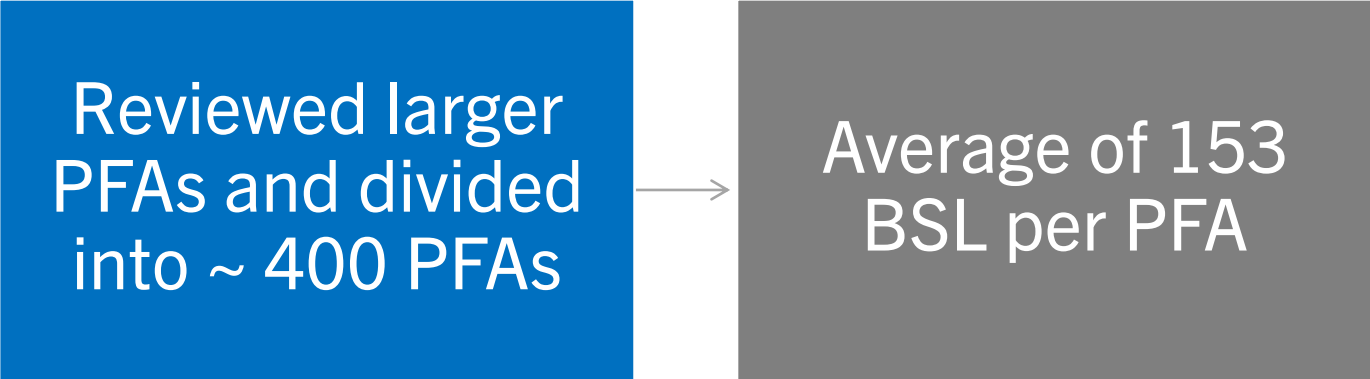 Reviewed larger
PFAs and divided
into ~ 400 PFAs
Average of 153
BSL per PFA